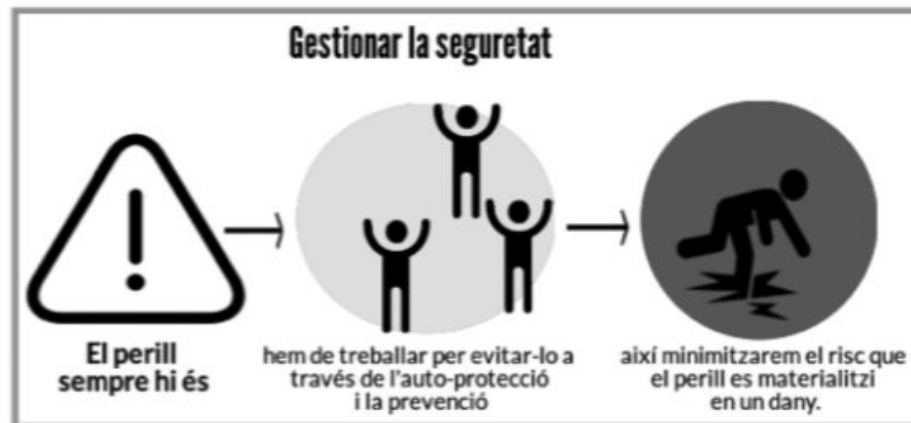 Gestionar la seguretat
El perill
sempre hi és
hem de treballar per evitar-lo a
través de l'auto-protecció
i la prevenció
així minimitzarem el risc que
el perill es materialitzi
en un dany.